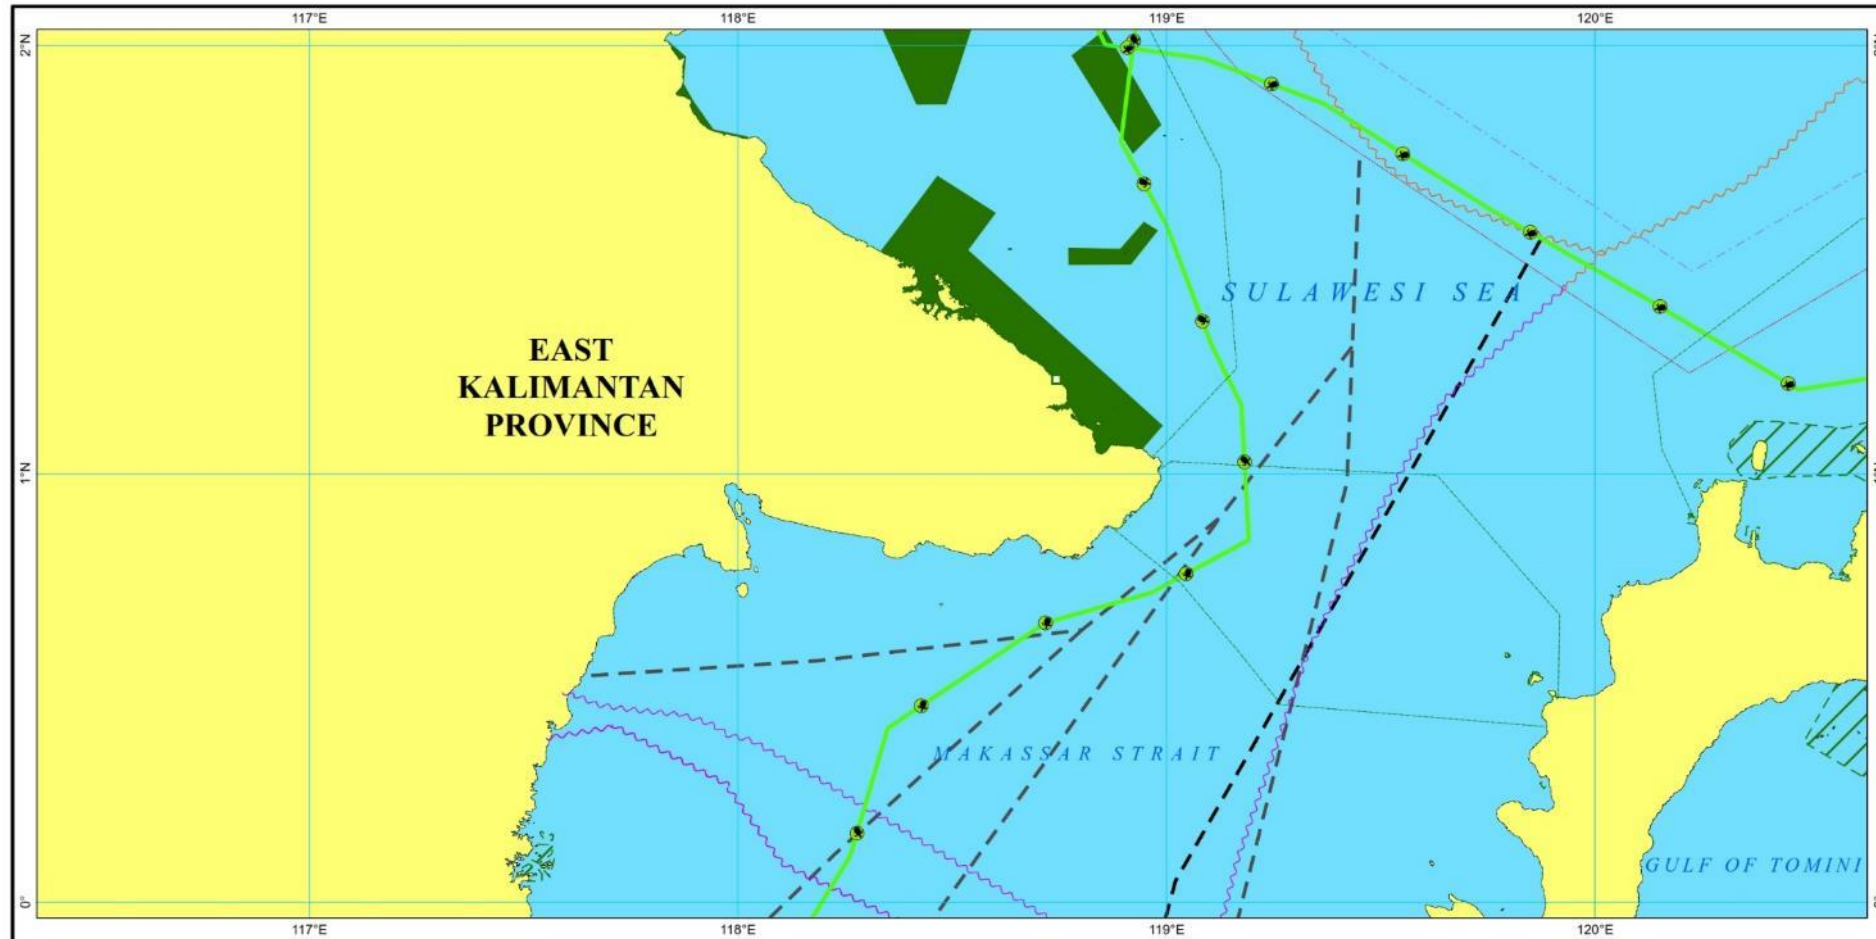 117°E
118°E
119°E
120°E
2°N
SULAWESI SEA
EAST
KALIMANTAN
PROVINCE
1°N
MAKASSAR STRAIT
GULF OF TOMINI
0°
117°E
118°E
119°E
120°E